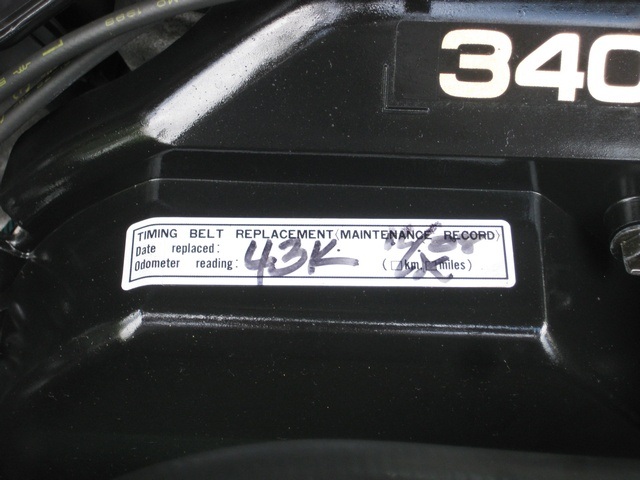 340
TIMING BELT REPLACEMENT(MAINTENANCE RECORD)
Date replaced:
Odometer reading: 43K (□km,□miles)